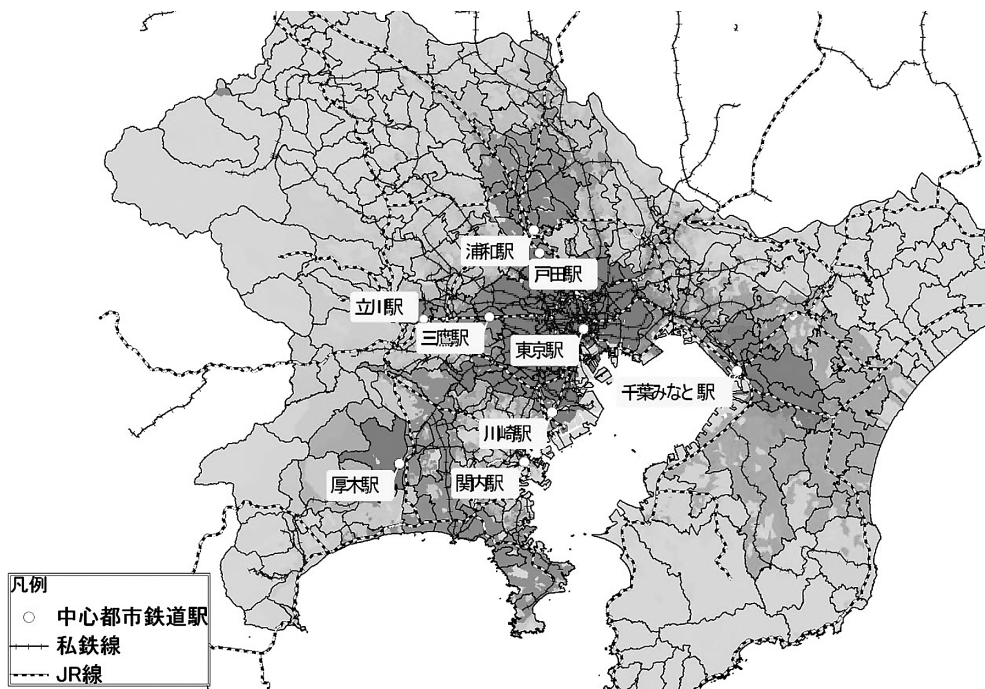 浦和駅
戸田駅
立川駅
三鷹駅
東京駅
千葉みなと駅
川崎駅
厚木駅
関内駅
凡例
中心都市鉄道駅
私鉄線
JR線